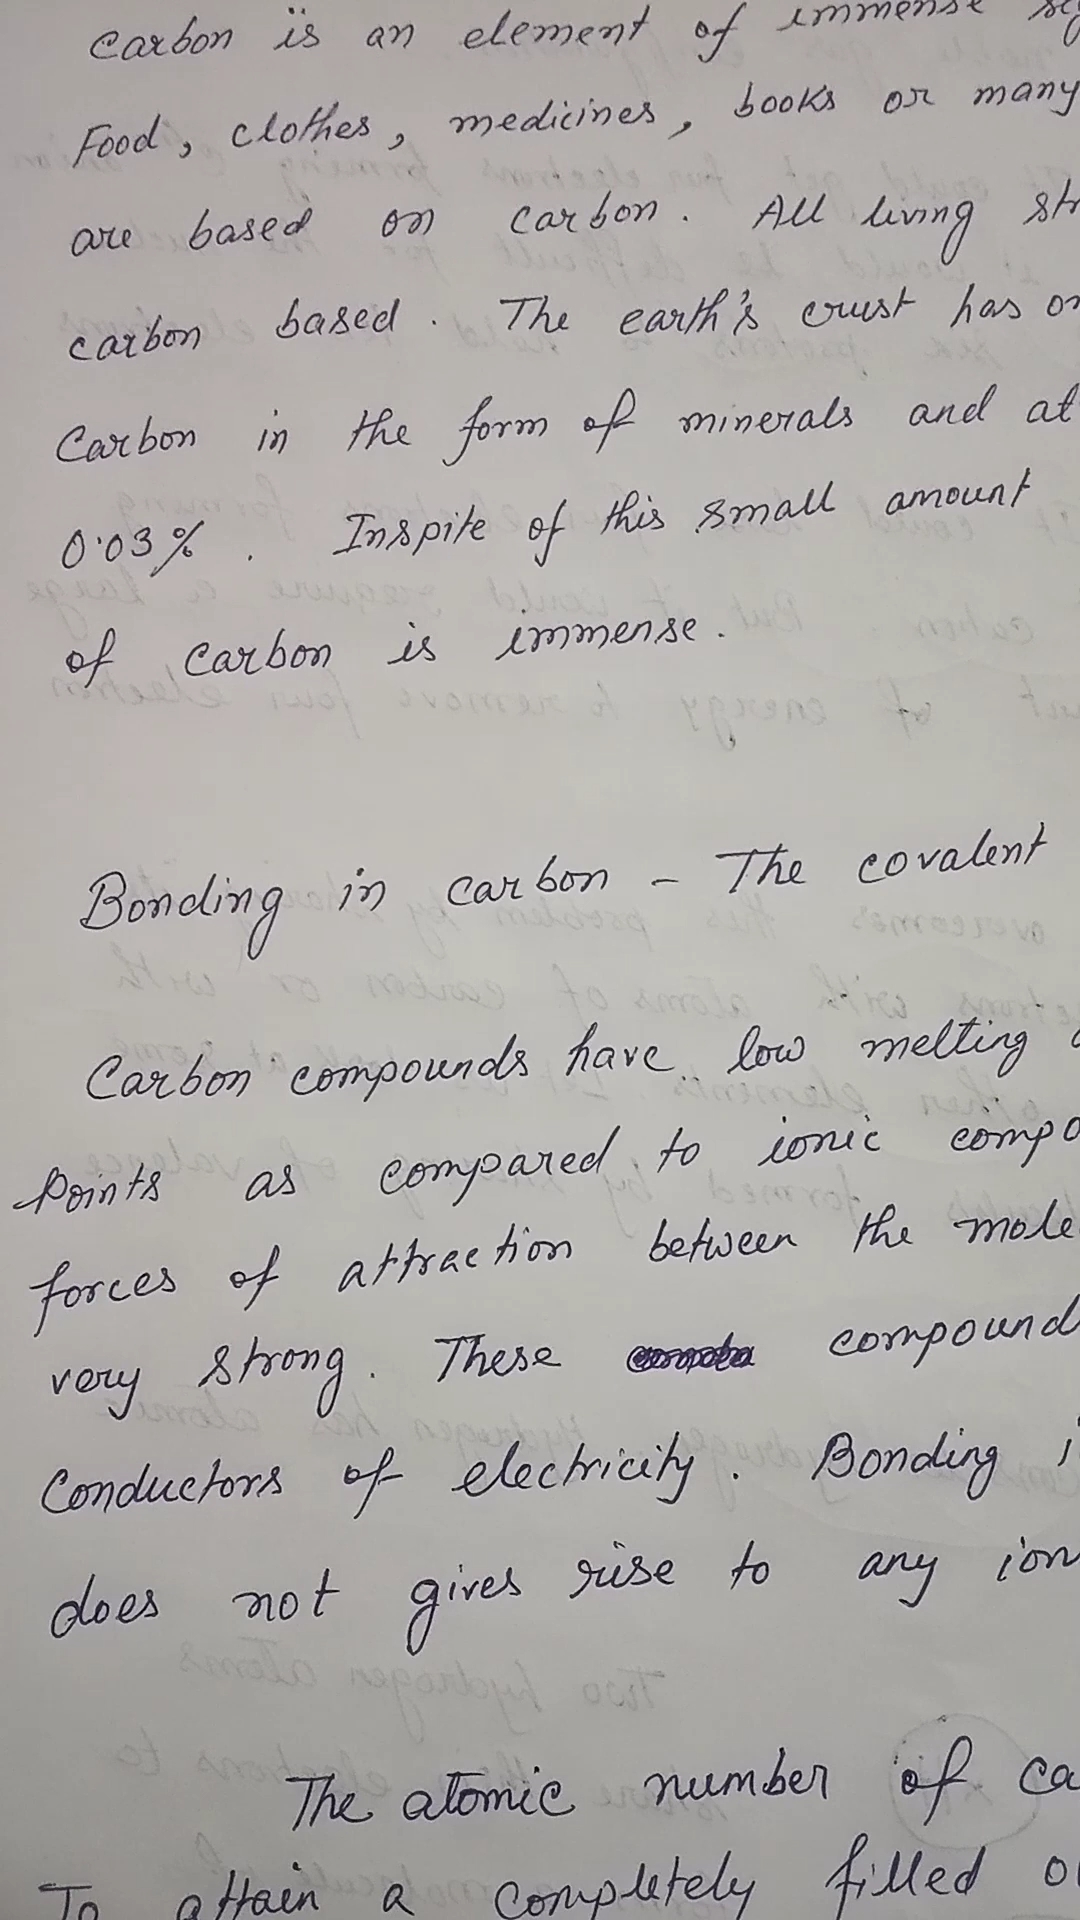 Carbon is an element of immense
Food, clothes, medicines, books or many
are based on carbon. All living
carbon based. The earth's crust has
Carbon in the form of minerals and
0.03%. Inspite of this small amount
of carbon is immense.
Bonding in carbon - The covalent
Carbon compounds have low melting
Points as compared to ionic
forces of attraction between the
very strong. These compound
Conductors of electricity. Bonding
does not gives rise to any ion
The atomic number of
To attain a completely filled